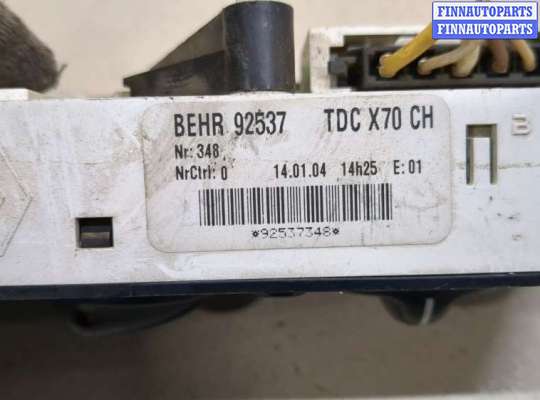 FINNAUTOPARTS
FINNAUTOPARTS
BEHR 92537 TDC X70 CH
Nr: 348
NrCtrl: 0 14.01.04 14h25 E: 01
*92537348*
B